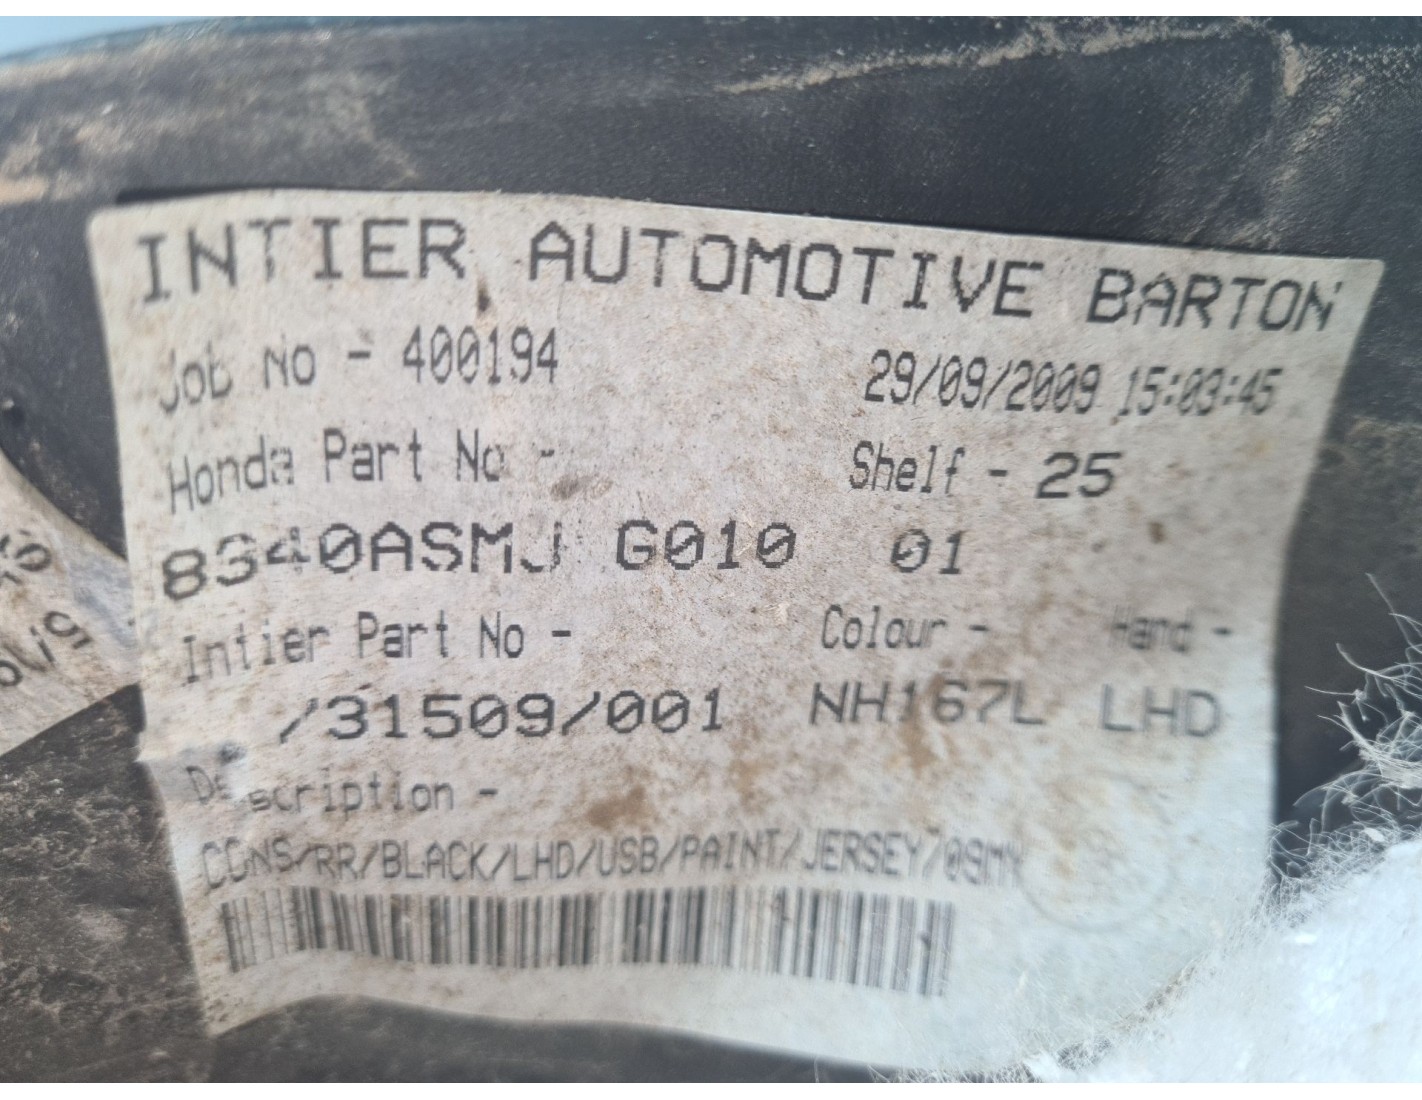 INTIER AUTOMOTIVE BARTON
Job No - 400194 29/09/2009 15:03:45
Honda Part No - Shelf - 25
8340ASMJ G010 01
Intier Part No - Colour - Hand -
/31509/001 NH167L LHD
Description -
CONS/RR/BLACK/LHD/USB/PAINT/JERSEY/09MY